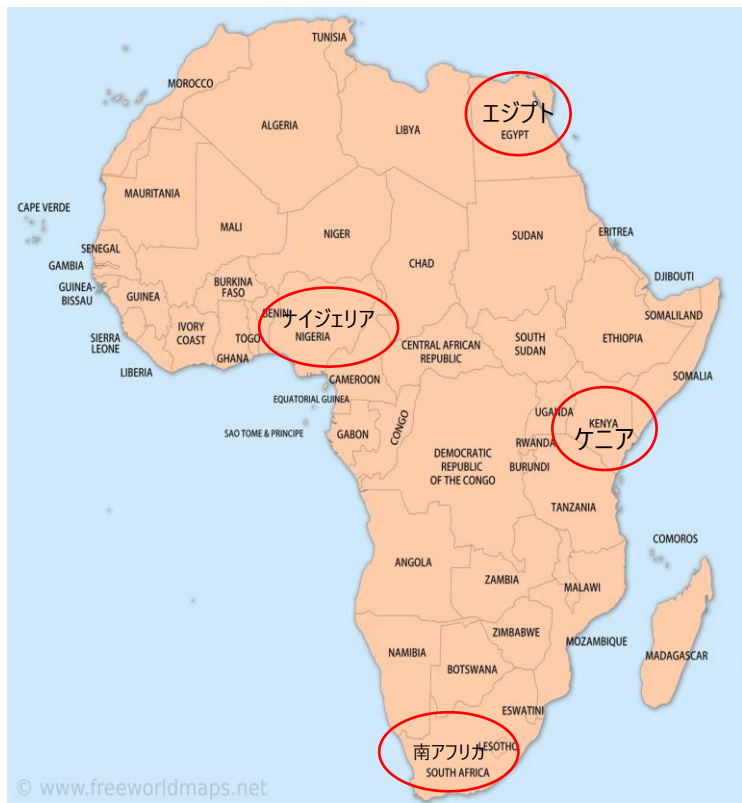 TUNISIA
MOROCCO
ALGERIA
LIBYA
エジプト
EGYPT
CAPE VERDE
MAURITANIA
MALI
NIGER
CHAD
SUDAN
ERITREA
SENEGAL
GAMBIA
GUINEA-
BISSAU
GUINEA
BURKINA
FASO
BENIN
ナイジェリア
NIGERIA
DJIBOUTI
SOMALILAND
SIERRA
LEONE
LIBERIA
IVORY
COAST
GHANA
TOGO
CENTRAL AFRICAN
REPUBLIC
SOUTH
SUDAN
ETHIOPIA
SOMALIA
CAMEROON
EQUATORIAL GUINEA
SAO TOME & PRINCIPE
GABON
CONGO
DEMOCRATIC
REPUBLIC
OF THE CONGO
UGANDA
KENYA
ケニア
RWANDA
BURUNDI
TANZANIA
COMOROS
ANGOLA
ZAMBIA
MALAWI
ZIMBABWE
MOZAMBIQUE
MADAGASCAR
NAMIBIA
BOTSWANA
ESWATINI
南アフリカ
LESOTHO
SOUTH AFRICA
© www.freeworldmaps.net